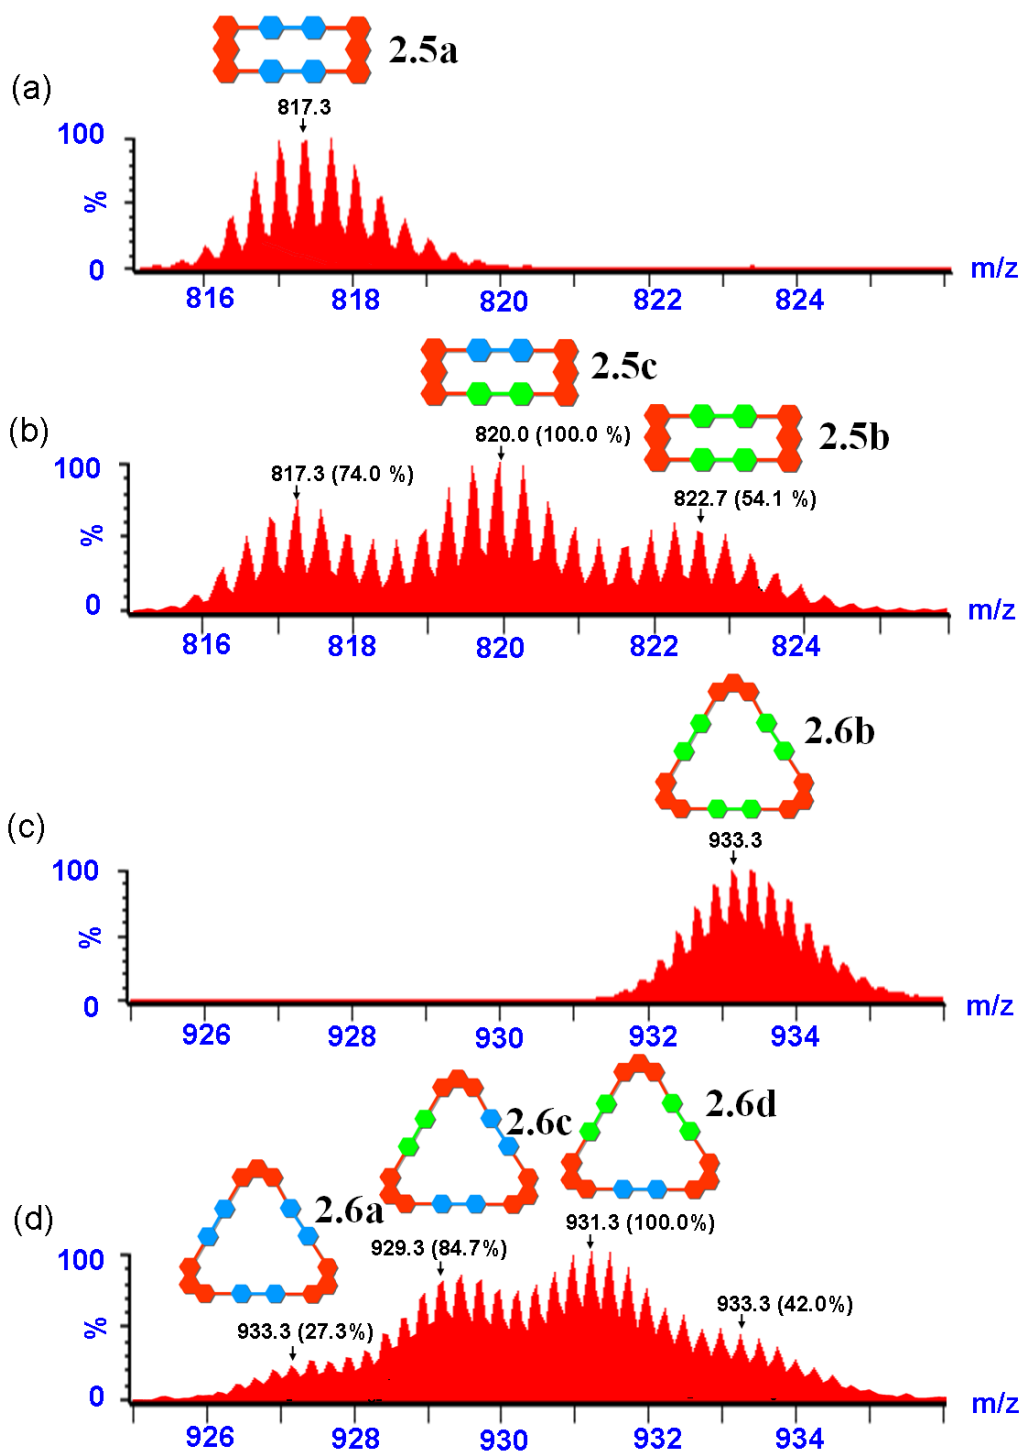 2.5a
(a)
817.3
100
%
0
m/z
816 818 820 822 824
2.5c
2.5b
(b)
820.0 (100.0 %)
817.3 (74.0 %)
822.7 (54.1 %)
100
%
0
m/z
816 818 820 822 824
2.6b
(c)
933.3
100
%
0
m/z
926 928 930 932 934
2.6c
2.6d
2.6a
(d)
931.3 (100.0%)
929.3 (84.7%)
933.3 (42.0%)
933.3 (27.3%)
100
%
0
m/z
926 928 930 932 934